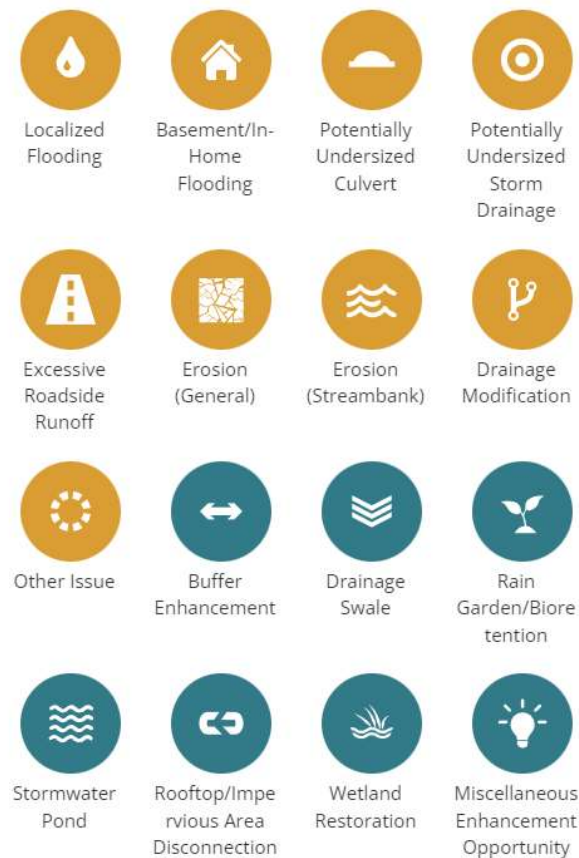 Localized
Flooding
Basement/In-
Home
Flooding
Potentially
Undersized
Culvert
Potentially
Undersized
Storm
Drainage
Excessive
Roadside
Runoff
Erosion
(General)
Erosion
(Streambank)
Drainage
Modification
Other Issue
Buffer
Enhancement
Drainage
Swale
Rain
Garden/Biore
tention
Stormwater
Pond
Rooftop/Impe
rvious Area
Disconnection
Wetland
Restoration
Miscellaneous
Enhancement
Opportunity